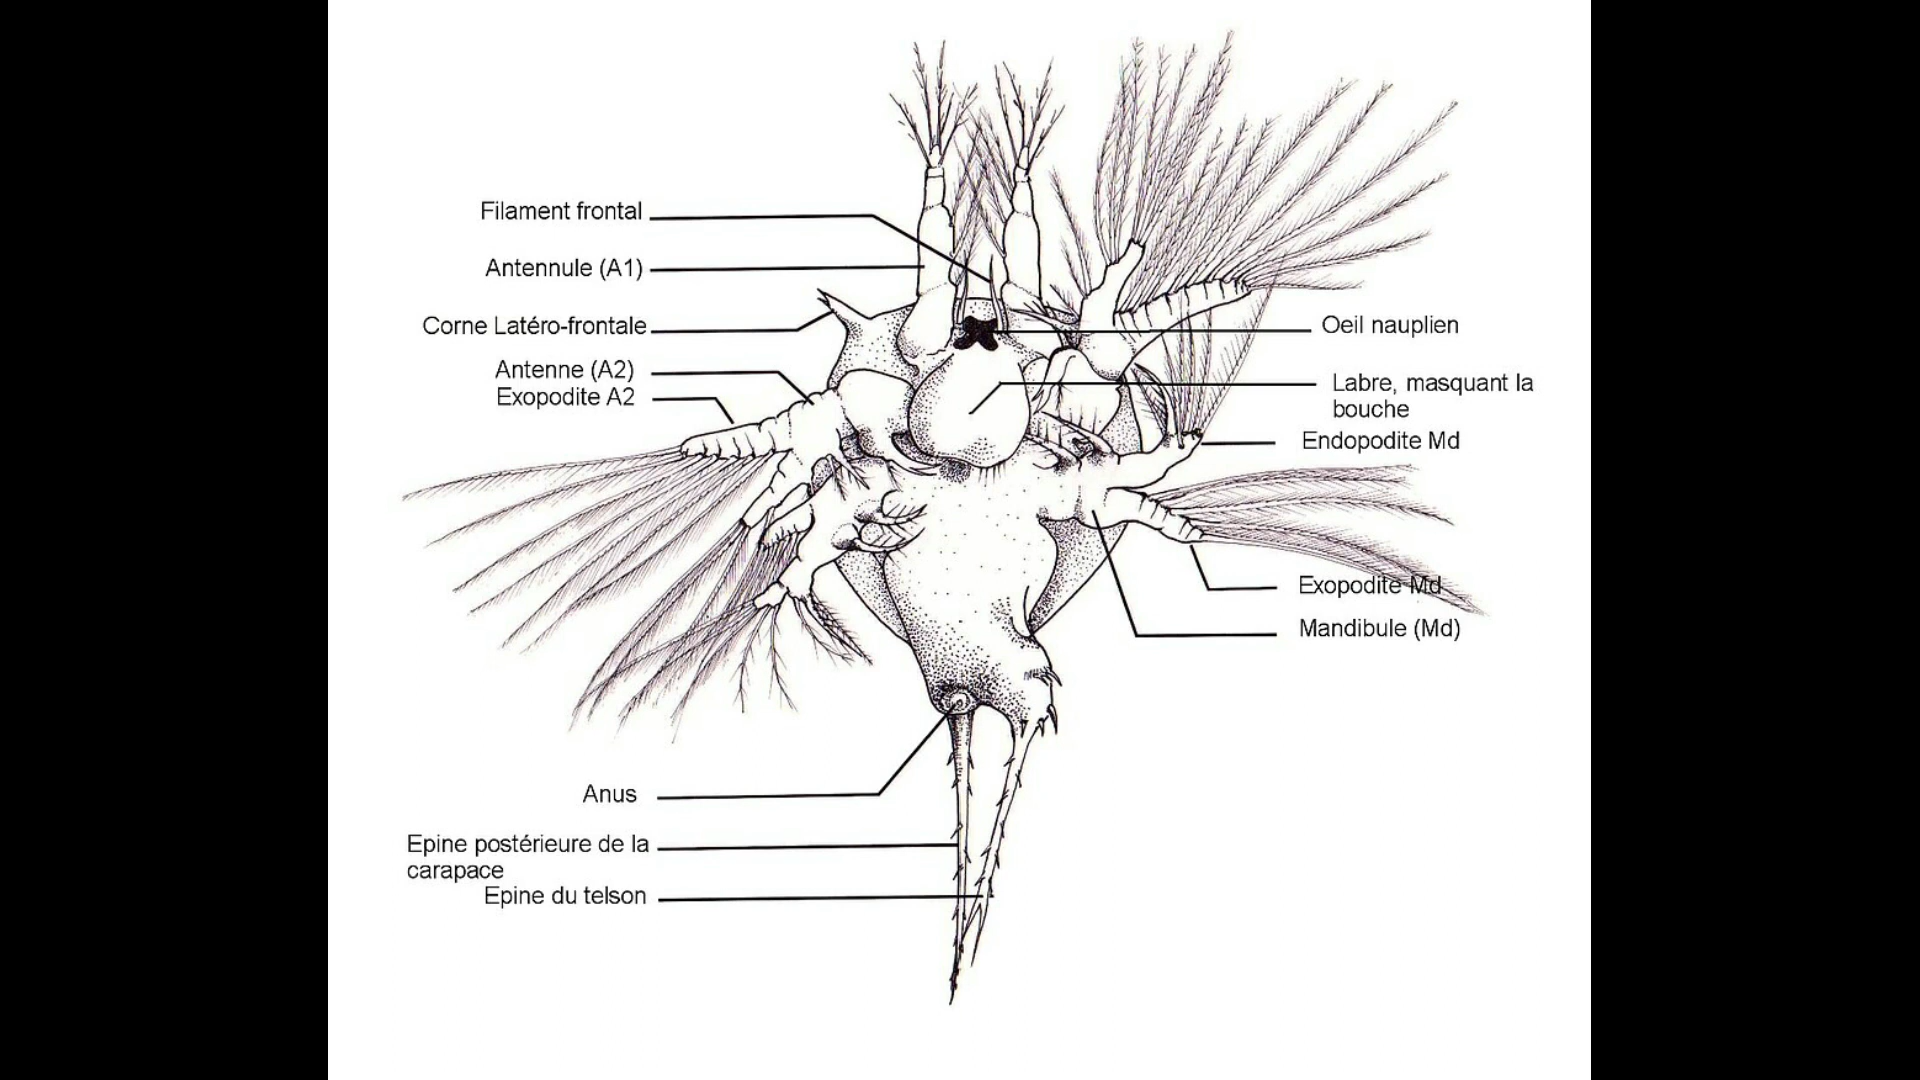 Filament frontal
Antennule (A1)
Corne Latéro-frontale
Antenne (A2)
Exopodite A2
Oeil nauplien
Labre, masquant la
bouche
Endopodite Md
Exopodite Md
Mandibule (Md)
Anus
Epine postérieure de la
carapace
Epine du telson